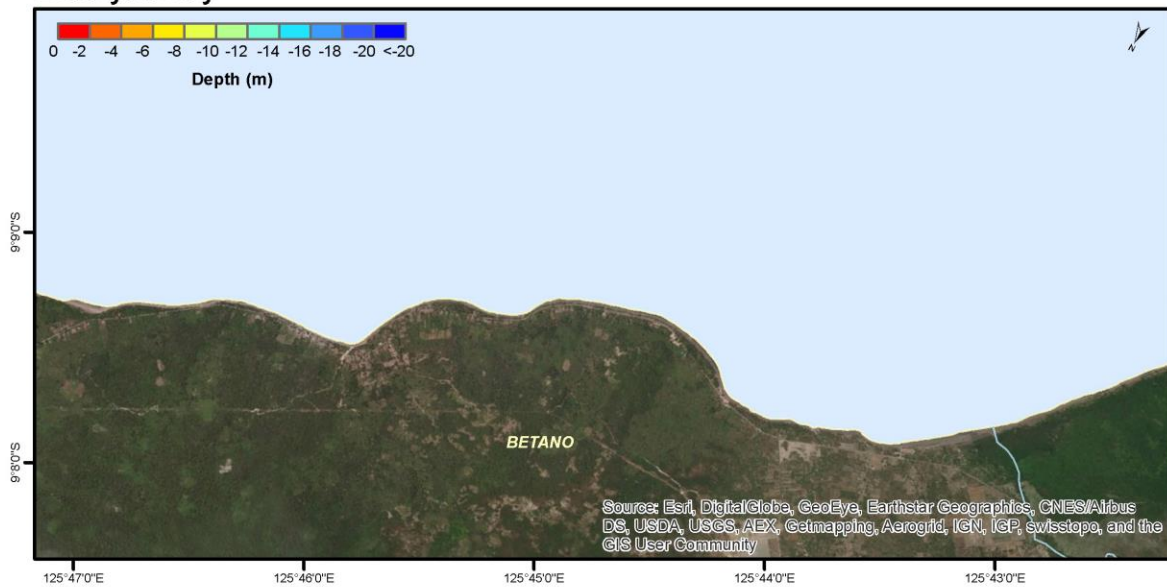 0 -2 -4 -6 -8 -10 -12 -14 -16 -18 -20 <-20
Depth (m)
N
9°9'0"S
9°8'0"S
BETANO
Source: Esri, DigitalGlobe, GeoEye, Earthstar Geographics, CNES/Airbus
DS, USDA, USGS, AEX, Getmapping, Aerogrid, IGN, IGP, swisstopo, and the
GIS User Community
125°47'0"E 125°46'0"E 125°45'0"E 125°44'0"E 125°43'0"E